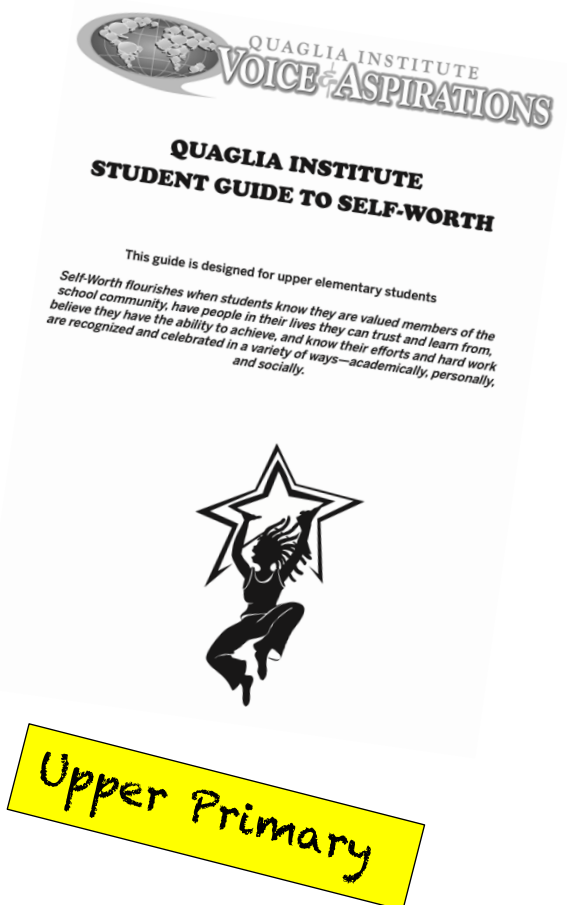 QUAGLIA INSTITUTE
VOICE & ASPIRATIONS
QUAGLIA INSTITUTE
STUDENT GUIDE TO SELF-WORTH
This guide is designed for upper elementary students
Self-Worth flourishes when students know they are valued members of the
school community, have people in their lives they can trust and learn from,
believe they have the ability to achieve, and know their efforts and hard work
are recognized and celebrated in a variety of ways—academically, personally,
and socially.
Upper Primary